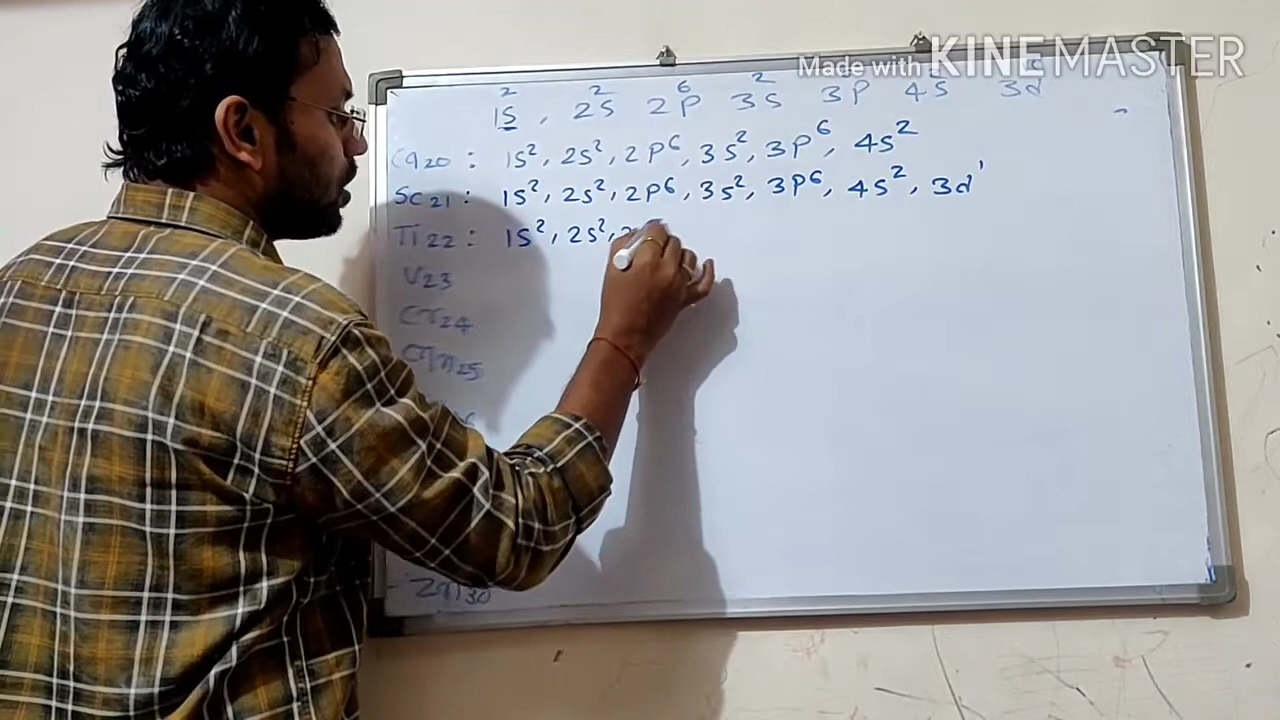 Made with KINEMASTER
1s², 2s² 2p⁶ 3s² 3p⁶ 4s² 3d
Ca20 : 1s², 2s², 2p⁶, 3s², 3p⁶, 4s²
Sc21 : 1s², 2s², 2p⁶, 3s², 3p⁶, 4s², 3d¹
Ti22 : 1s², 2s², 2
V23
Cr24
Mn25
Zn30